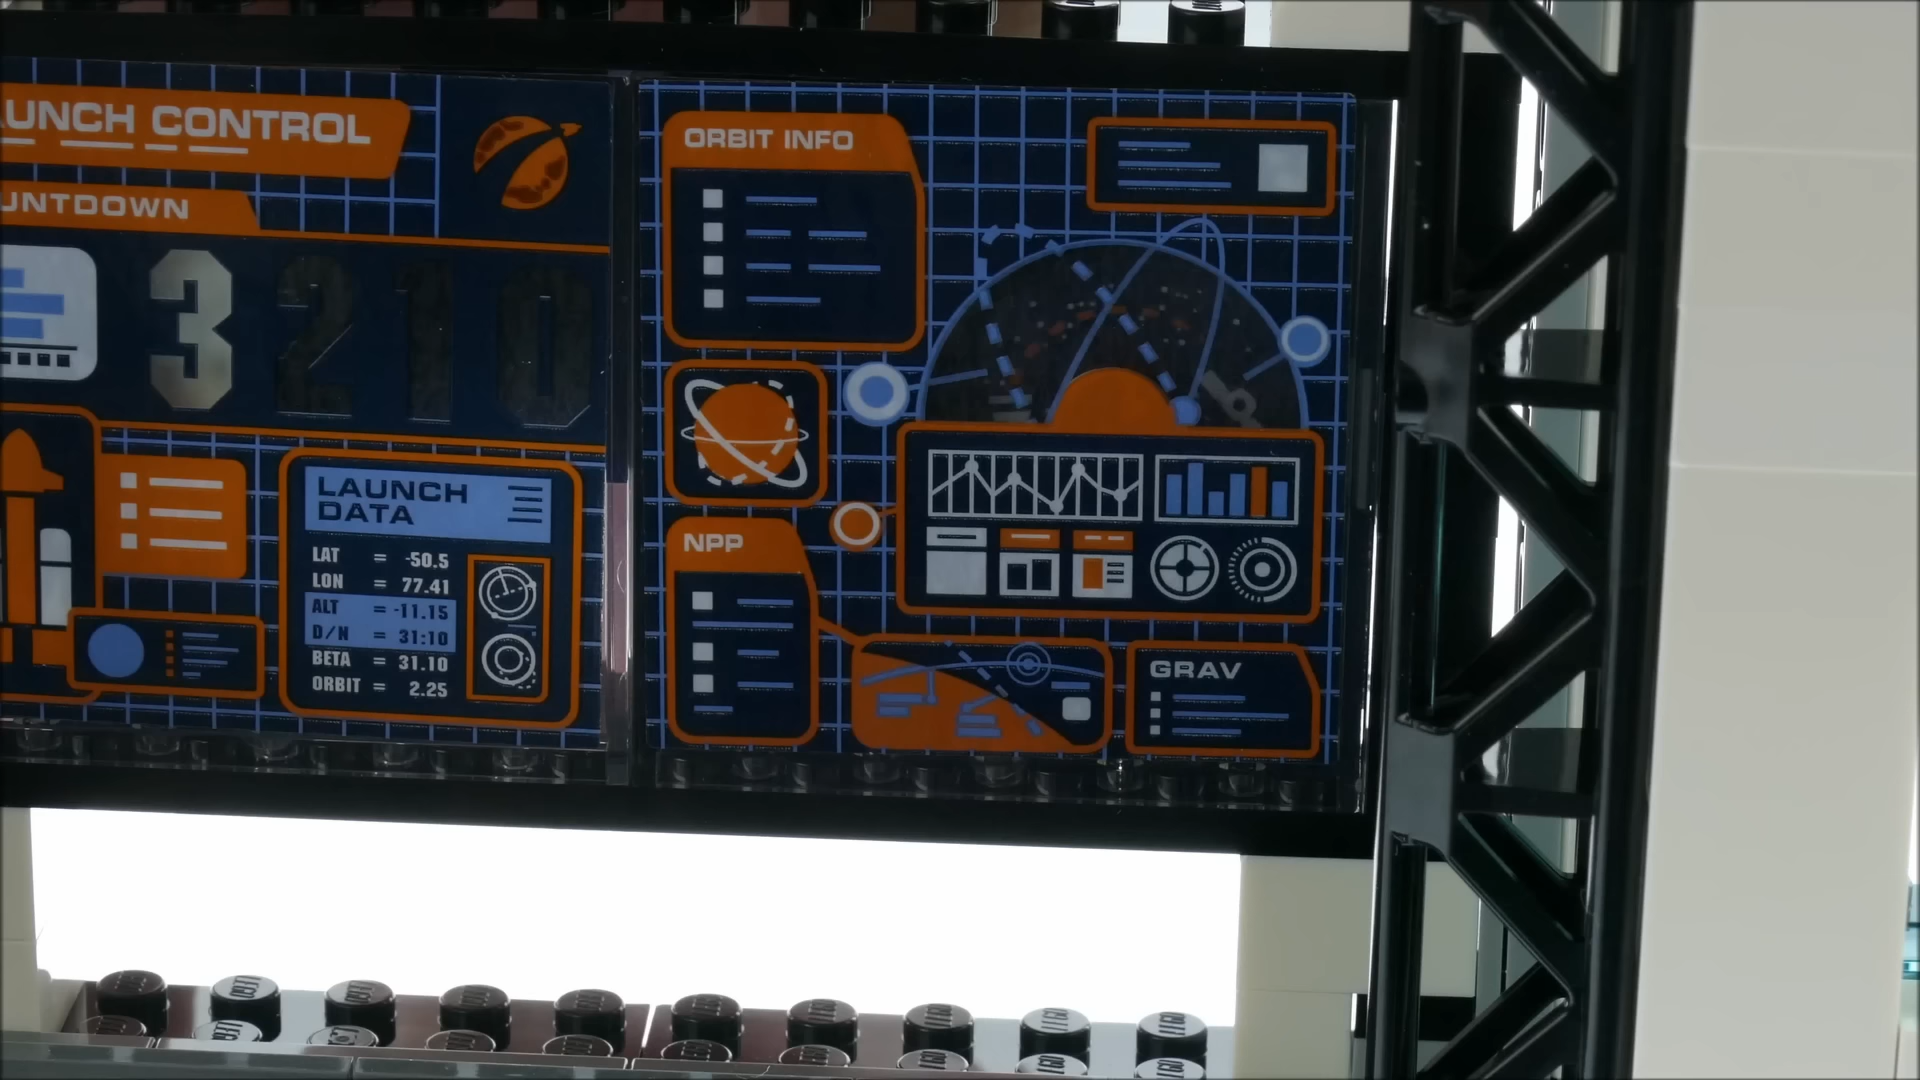 UNCH CONTROL
UNTDOWN
3 2 1 0
LAUNCH
DATA
LAT = -50.5
LON = 77.41
ALT = -11.15
D/N = 31:10
BETA = 31.10
ORBIT = 2.25
ORBIT INFO
NPP
GRAV
LEGO